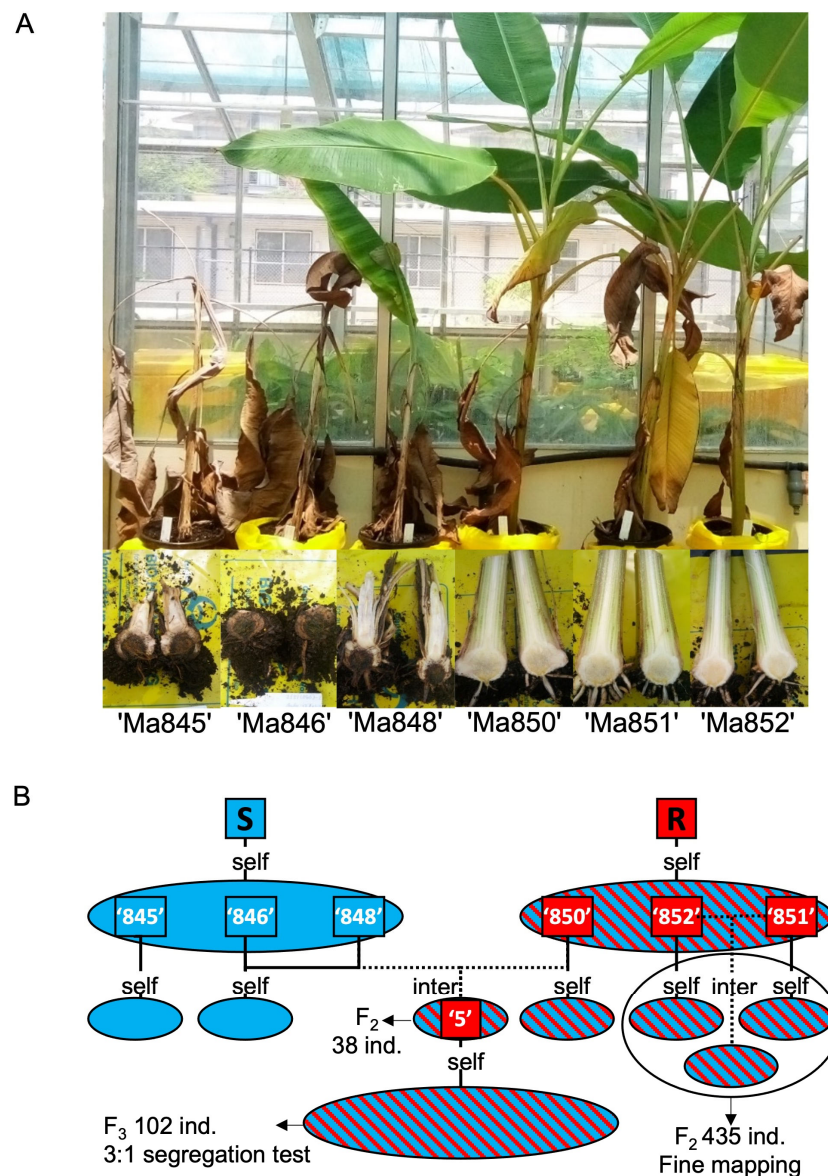 A
'Ma845' 'Ma846' 'Ma848' 'Ma850' 'Ma851' 'Ma852'
B
S R
self self
‘845’ ‘846’ ‘848’ ‘850’ ‘852’ ‘851’
self self inter self self inter self
F2 ‘5’
38 ind.
self
F3 102 ind.
3:1 segregation test
F2 435 ind.
Fine mapping